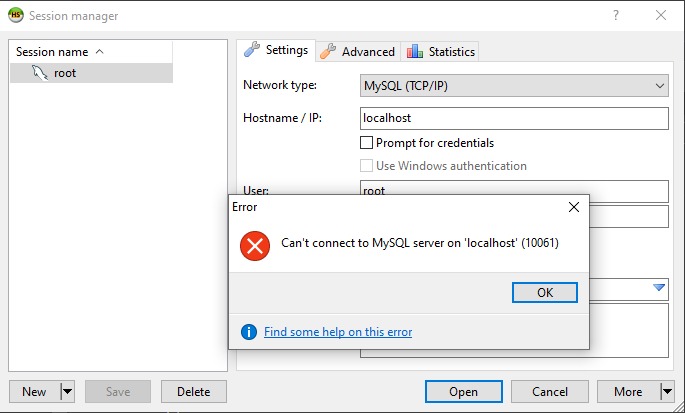 HS
Session manager
?
Session name
root
Settings
Advanced
Statistics
Network type:
MySQL (TCP/IP)
Hostname / IP:
localhost
Prompt for credentials
Use Windows authentication
User:
root
Error
Can't connect to MySQL server on 'localhost' (10061)
OK
Find some help on this error
New
Save
Delete
Open
Cancel
More